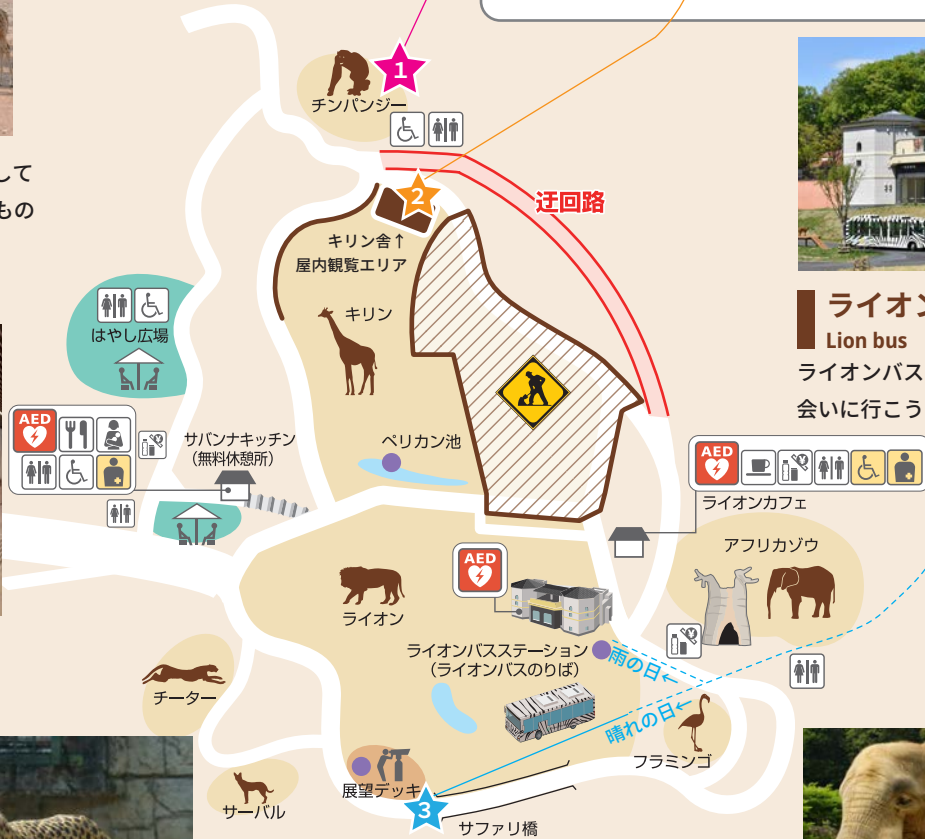 1
チンパンジー
2
迂回路
キリン舎↑
屋内観覧エリア
キリン
して
もの
はやし広場
AED
サバンナキッチン
（無料休憩所）
ペリカン池
ライオン
Lion bus
ライオンバス
会いに行こう
AED
ライオンカフェ
アフリカゾウ
AED
ライオン
ライオンバスステーション
（ライオンバスのりば）
雨の日←
晴れの日←
チーター
フラミンゴ
展望デッキ
サーバル
3
サファリ橋